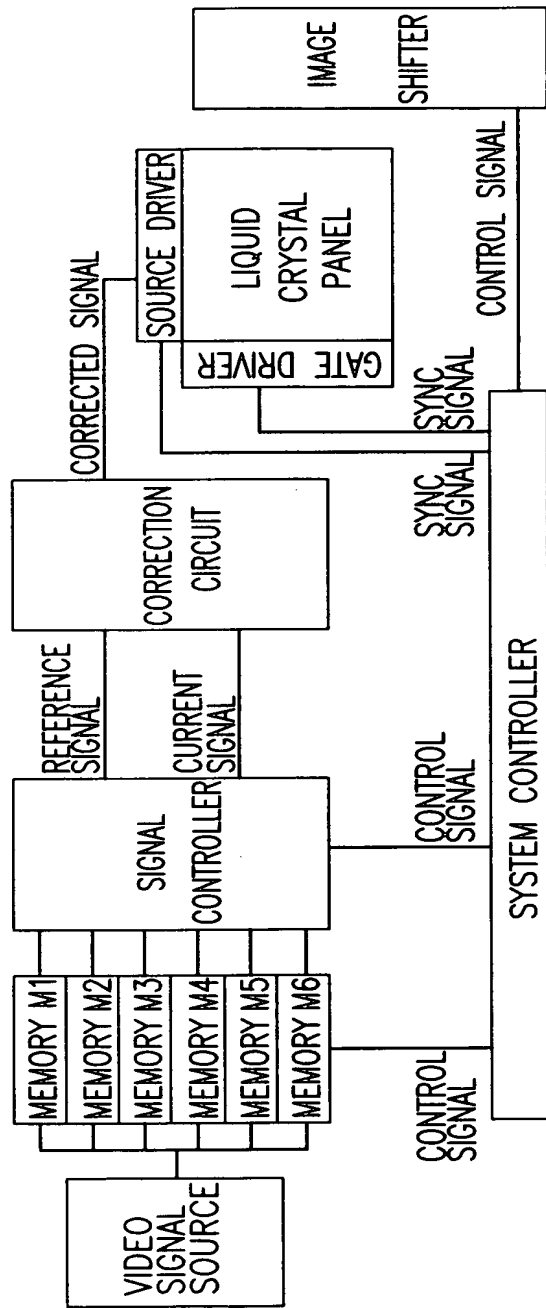 VIDEO
SIGNAL
SOURCE
MEMORY M1
MEMORY M2
MEMORY M3
MEMORY M4
MEMORY M5
MEMORY M6
SIGNAL
CONTROLLER
REFERENCE
SIGNAL
CURRENT
SIGNAL
CORRECTION
CIRCUIT
CORRECTED SIGNAL
SOURCE DRIVER
GATE DRIVER
LIQUID
CRYSTAL
PANEL
IMAGE
SHIFTER
CONTROL
SIGNAL
CONTROL
SIGNAL
SYNC
SIGNAL
SYNC
SIGNAL
CONTROL SIGNAL
SYSTEM CONTROLLER